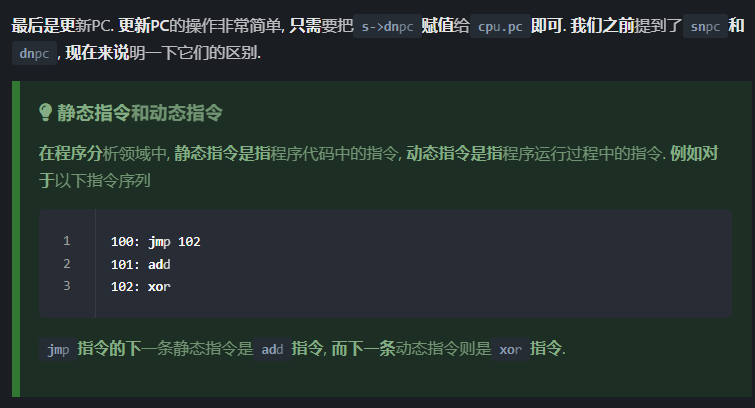 最后是更新PC. 更新PC的操作非常简单, 只需要把 s->dnpc 赋值给 cpu.pc 即可. 我们之前提到了 snpc 和
dnpc , 现在来说明一下它们的区别.
静态指令和动态指令
在程序分析领域中, 静态指令是指程序代码中的指令, 动态指令是指程序运行过程中的指令. 例如对
于以下指令序列
1 100: jmp 102
2 101: add
3 102: xor
jmp 指令的下一条静态指令是 add 指令, 而下一条动态指令则是 xor 指令.